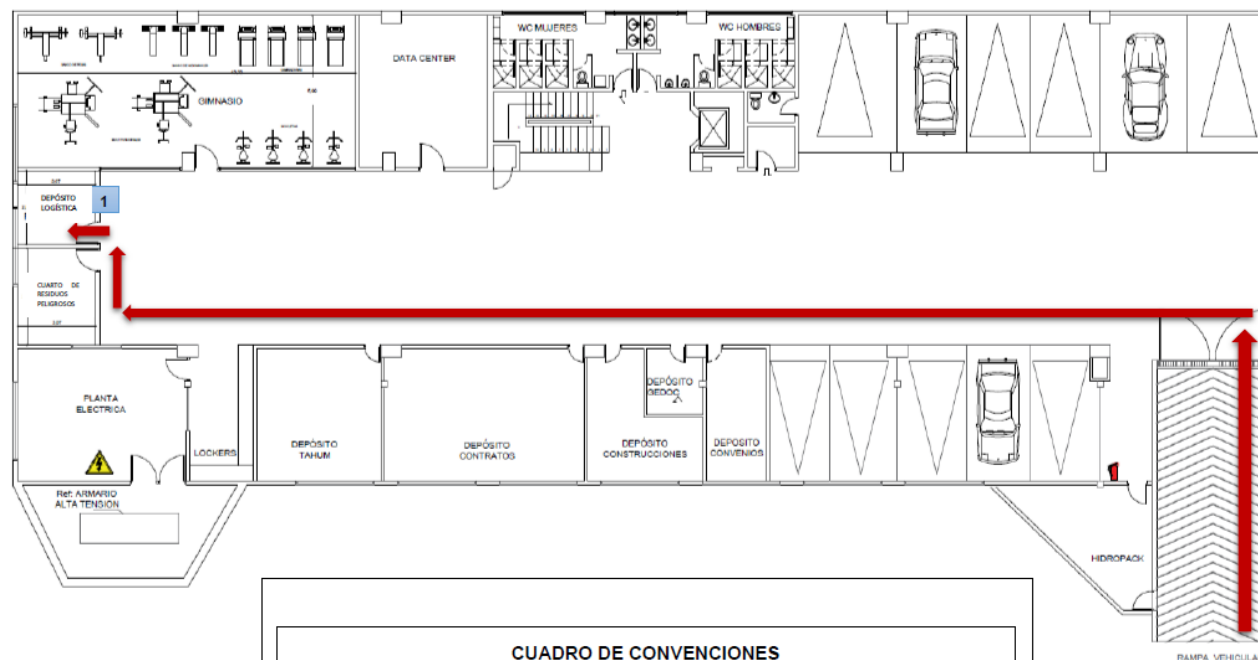 WC MUJERES
WC HOMBRES
DATA CENTER
GIMNASIO
DEPÓSITO
LOGÍSTICA
1
CUARTO DE
RESIDUOS
PELIGROSOS
PLANTA
ELECTRICA
LOCKERS
DEPÓSITO
TAHUM
DEPÓSITO
CONTRATOS
DEPÓSITO
GEDOC
DEPÓSITO
CONSTRUCCIONES
DEPOSITO
CONVENIOS
Ref: ARMARIO
ALTA TENSION
HIDROPACK
CUADRO DE CONVENCIONES
RAMPA VEHICULA